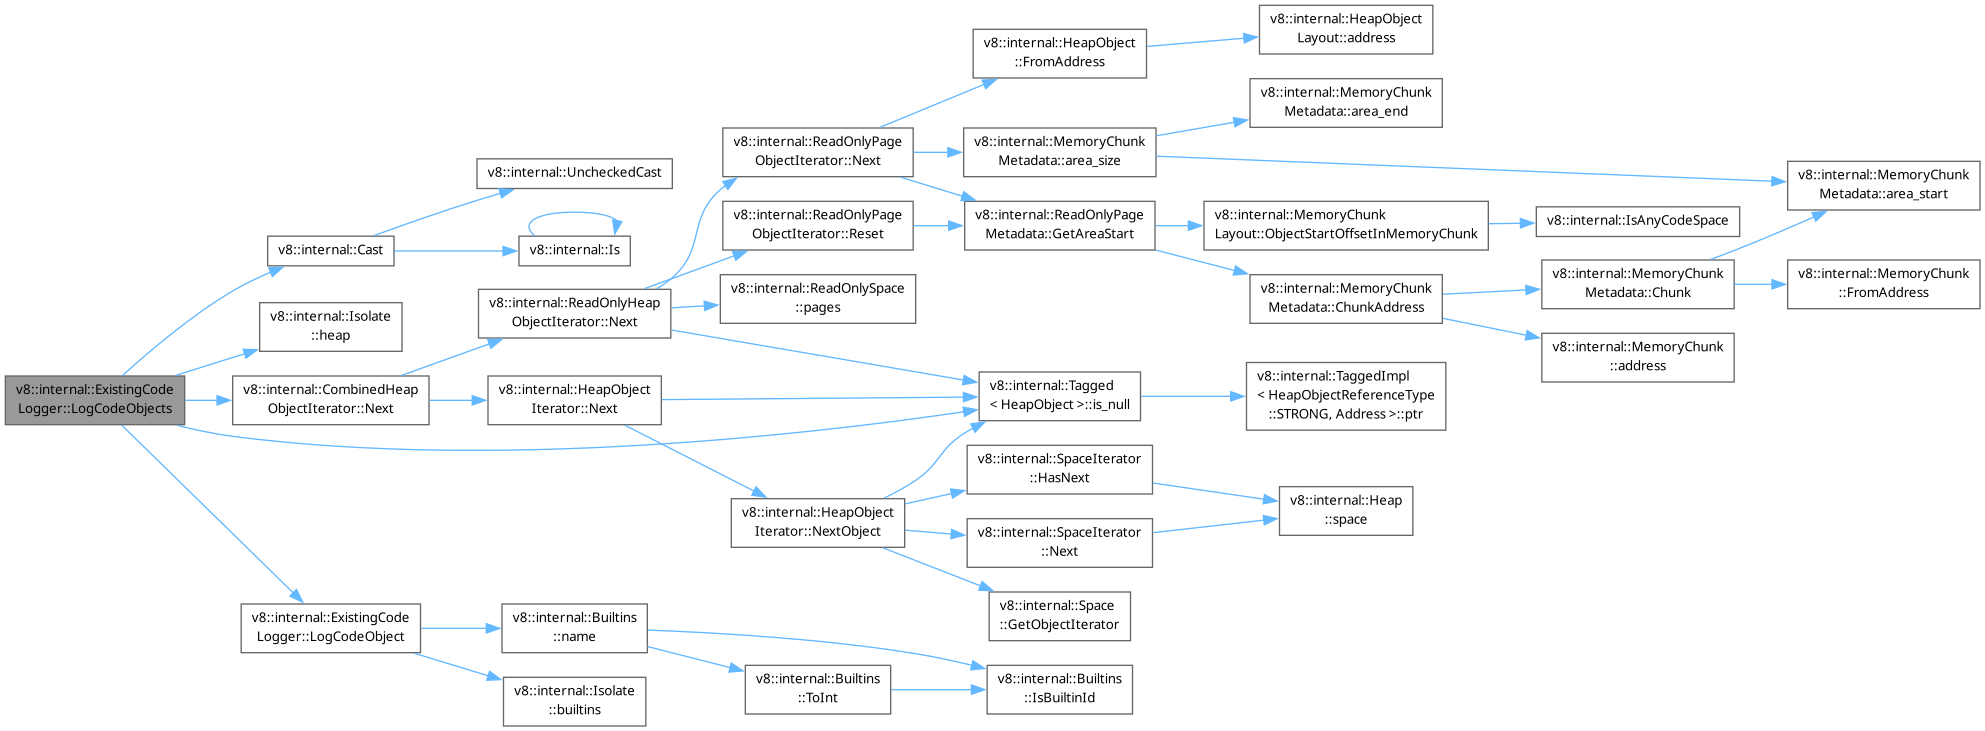 v8::internal::ExistingCode
Logger::LogCodeObjects
v8::internal::Cast
v8::internal::UncheckedCast
v8::internal::Is
v8::internal::Isolate
::heap
v8::internal::CombinedHeap
ObjectIterator::Next
v8::internal::ReadOnlyHeap
ObjectIterator::Next
v8::internal::ReadOnlyPage
ObjectIterator::Next
v8::internal::HeapObject
::FromAddress
v8::internal::HeapObject
Layout::address
v8::internal::MemoryChunk
Metadata::area_size
v8::internal::MemoryChunk
Metadata::area_end
v8::internal::MemoryChunk
Metadata::area_start
v8::internal::ReadOnlyPage
Metadata::GetAreaStart
v8::internal::MemoryChunk
Layout::ObjectStartOffsetInMemoryChunk
v8::internal::IsAnyCodeSpace
v8::internal::MemoryChunk
Metadata::ChunkAddress
v8::internal::MemoryChunk
Metadata::Chunk
v8::internal::MemoryChunk
::FromAddress
v8::internal::MemoryChunk
::address
v8::internal::ReadOnlyPage
ObjectIterator::Reset
v8::internal::ReadOnlySpace
::pages
v8::internal::Tagged
< HeapObject >::is_null
v8::internal::TaggedImpl
< HeapObjectReferenceType
::STRONG, Address >::ptr
v8::internal::HeapObject
Iterator::Next
v8::internal::HeapObject
Iterator::NextObject
v8::internal::SpaceIterator
::HasNext
v8::internal::Heap
::space
v8::internal::SpaceIterator
::Next
v8::internal::Space
::GetObjectIterator
v8::internal::ExistingCode
Logger::LogCodeObject
v8::internal::Builtins
::name
v8::internal::Builtins
::ToInt
v8::internal::Builtins
::IsBuiltinId
v8::internal::Isolate
::builtins